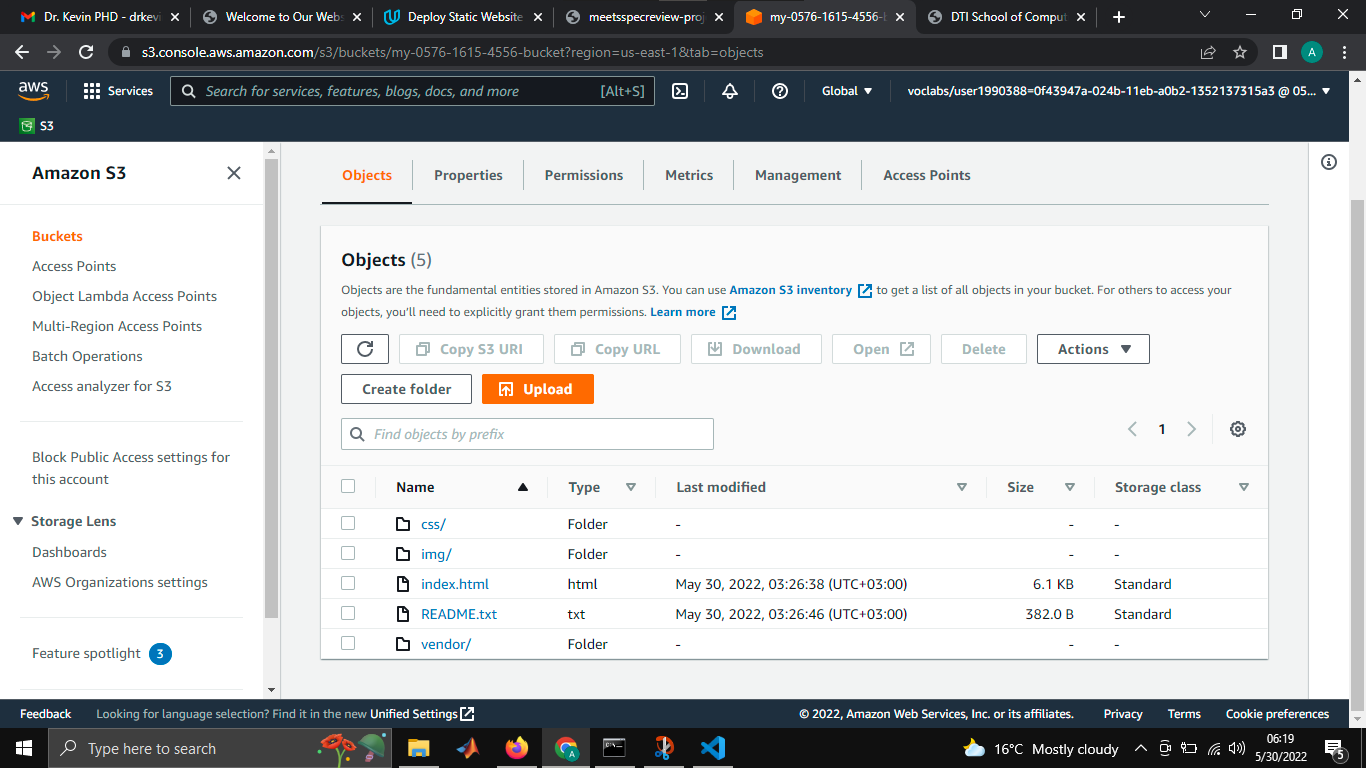 Dr. Kevin PHD - drkevi
Welcome to Our Webs
Deploy Static Website
meetsspecreview-proj
my-0576-1615-4556-b
DTI School of Comput
s3.console.aws.amazon.com/s3/buckets/my-0576-1615-4556-bucket?region=us-east-1&tab=objects
A
aws
Services
Search for services, features, blogs, docs, and more
[Alt+S]
Global
voclabs/user1990388=0f43947a-024b-11eb-a0b2-1352137315a3 @ 05...
S3
Amazon S3
Buckets
Access Points
Object Lambda Access Points
Multi-Region Access Points
Batch Operations
Access analyzer for S3
Block Public Access settings for
this account
Storage Lens
Dashboards
AWS Organizations settings
Feature spotlight 3
Objects
Properties
Permissions
Metrics
Management
Access Points
Objects (5)
Objects are the fundamental entities stored in Amazon S3. You can use Amazon S3 inventory to get a list of all objects in your bucket. For others to access your
objects, you'll need to explicitly grant them permissions. Learn more
Copy S3 URI
Copy URL
Download
Open
Delete
Actions
Create folder
Upload
Find objects by prefix
1
Name Type Last modified Size Storage class
css/ Folder - - -
img/ Folder - - -
index.html html May 30, 2022, 03:26:38 (UTC+03:00) 6.1 KB Standard
README.txt txt May 30, 2022, 03:26:46 (UTC+03:00) 382.0 B Standard
vendor/ Folder - - -
Feedback
Looking for language selection? Find it in the new Unified Settings
© 2022, Amazon Web Services, Inc. or its affiliates.
Privacy
Terms
Cookie preferences
Type here to search
16°C Mostly cloudy
06:19
5/30/2022
5